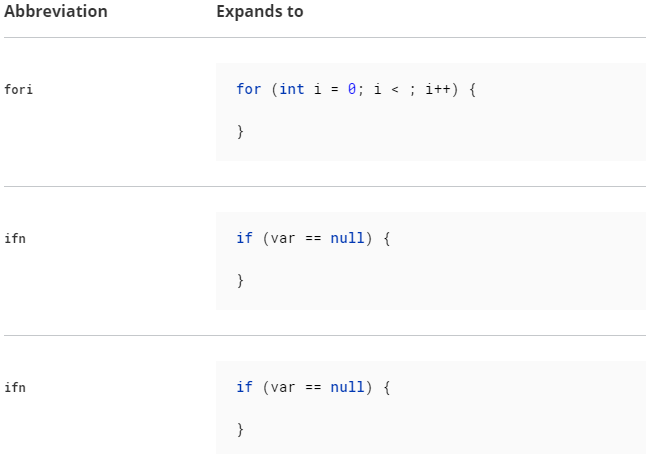 Abbreviation Expands to
fori for (int i = 0; i < ; i++) {
}
ifn if (var == null) {
}
ifn if (var == null) {
}